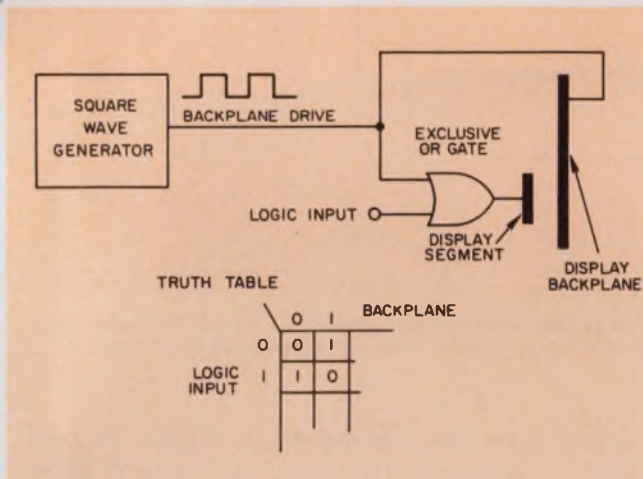 SQUARE
WAVE
GENERATOR
BACKPLANE DRIVE
EXCLUSIVE
OR GATE
LOGIC INPUT
DISPLAY
SEGMENT
DISPLAY
BACKPLANE
TRUTH TABLE
0 1 BACKPLANE
0 0 1
LOGIC
INPUT
1 1 0